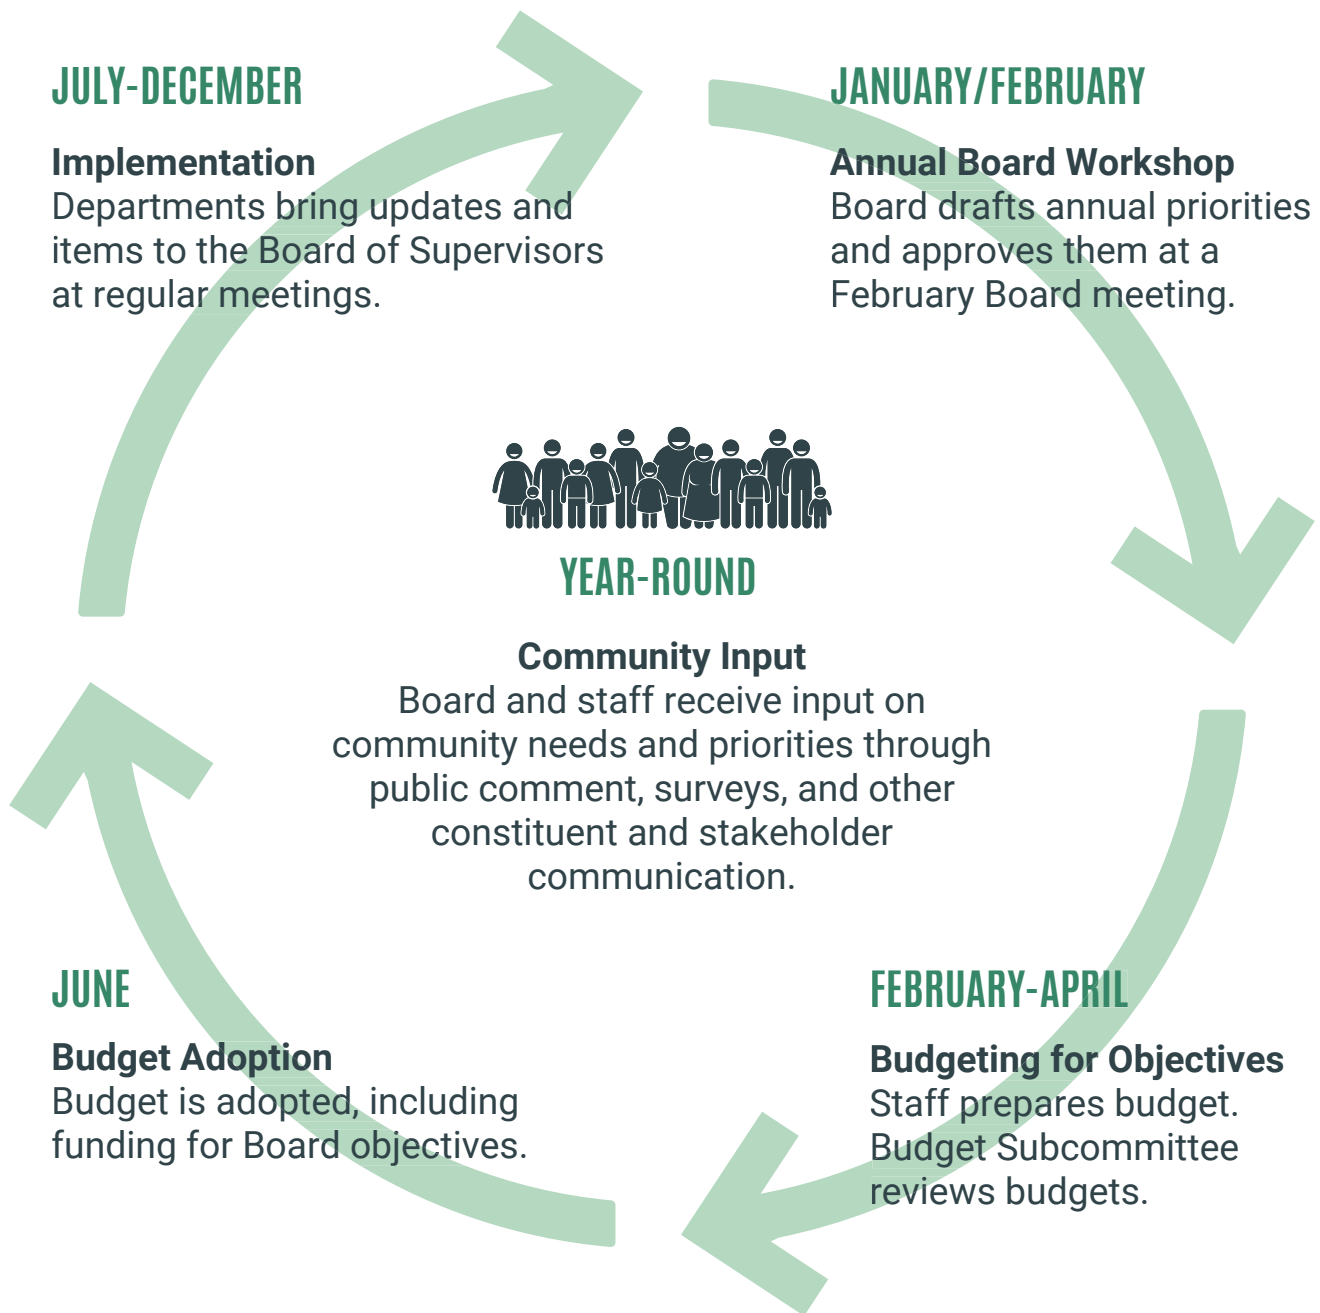 JULY-DECEMBER
Implementation
Departments bring updates and
items to the Board of Supervisors
at regular meetings.
JANUARY/FEBRUARY
Annual Board Workshop
Board drafts annual priorities
and approves them at a
February Board meeting.
YEAR-ROUND
Community Input
Board and staff receive input on
community needs and priorities through
public comment, surveys, and other
constituent and stakeholder
communication.
JUNE
Budget Adoption
Budget is adopted, including
funding for Board objectives.
FEBRUARY-APRIL
Budgeting for Objectives
Staff prepares budget.
Budget Subcommittee
reviews budgets.